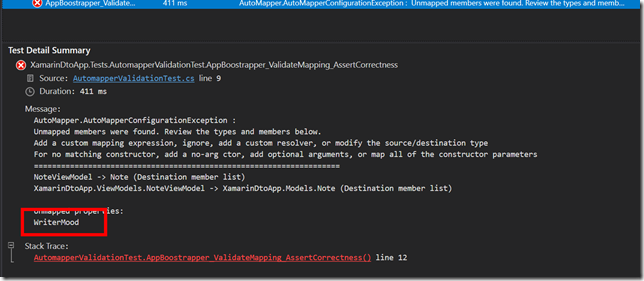 AppBoostrapper_Validate... 411 ms AutoMapper.AutoMapperConfigurationException : Unmapped members were found. Review the types and memb...
Test Detail Summary
XamarinDtoApp.Tests.AutomapperValidationTest.AppBoostrapper_ValidateMapping_AssertCorrectness
Source: AutomapperValidationTest.cs line 9
Duration: 411 ms
Message:
AutoMapper.AutoMapperConfigurationException :
Unmapped members were found. Review the types and members below.
Add a custom mapping expression, ignore, add a custom resolver, or modify the source/destination type
For no matching constructor, add a no-arg ctor, add optional arguments, or map all of the constructor parameters
=====================================================================
NoteViewModel -> Note (Destination member list)
XamarinDtoApp.ViewModels.NoteViewModel -> XamarinDtoApp.Models.Note (Destination member list)
Unmapped properties:
WriterMood
Stack Trace:
AutomapperValidationTest.AppBoostrapper_ValidateMapping_AssertCorrectness() line 12